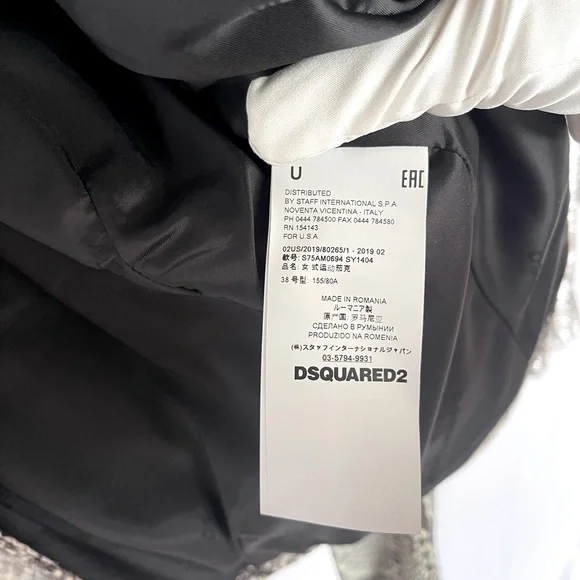 U EAC
DISTRIBUTED
BY STAFF INTERNATIONAL S.P.A.
NOVENTA VICENTINA - ITALY
PH 0444 784500 FAX 0444 784580
RN 154143
FOR U.S.A.
02US/2019/80265/1 - 2019 02
款号: S75AM0694 SY1404
品名: 女式运动茄克
38 号型: 155/80A
MADE IN ROMANIA
ルーマニア製
原产国: 罗马尼亚
СДЕЛАНО В РУМЫНИИ
PRODUZIDO NA ROMENIA
(株)スタッフインターナショナルジャパン
03-5794-9931
DSQUARED2